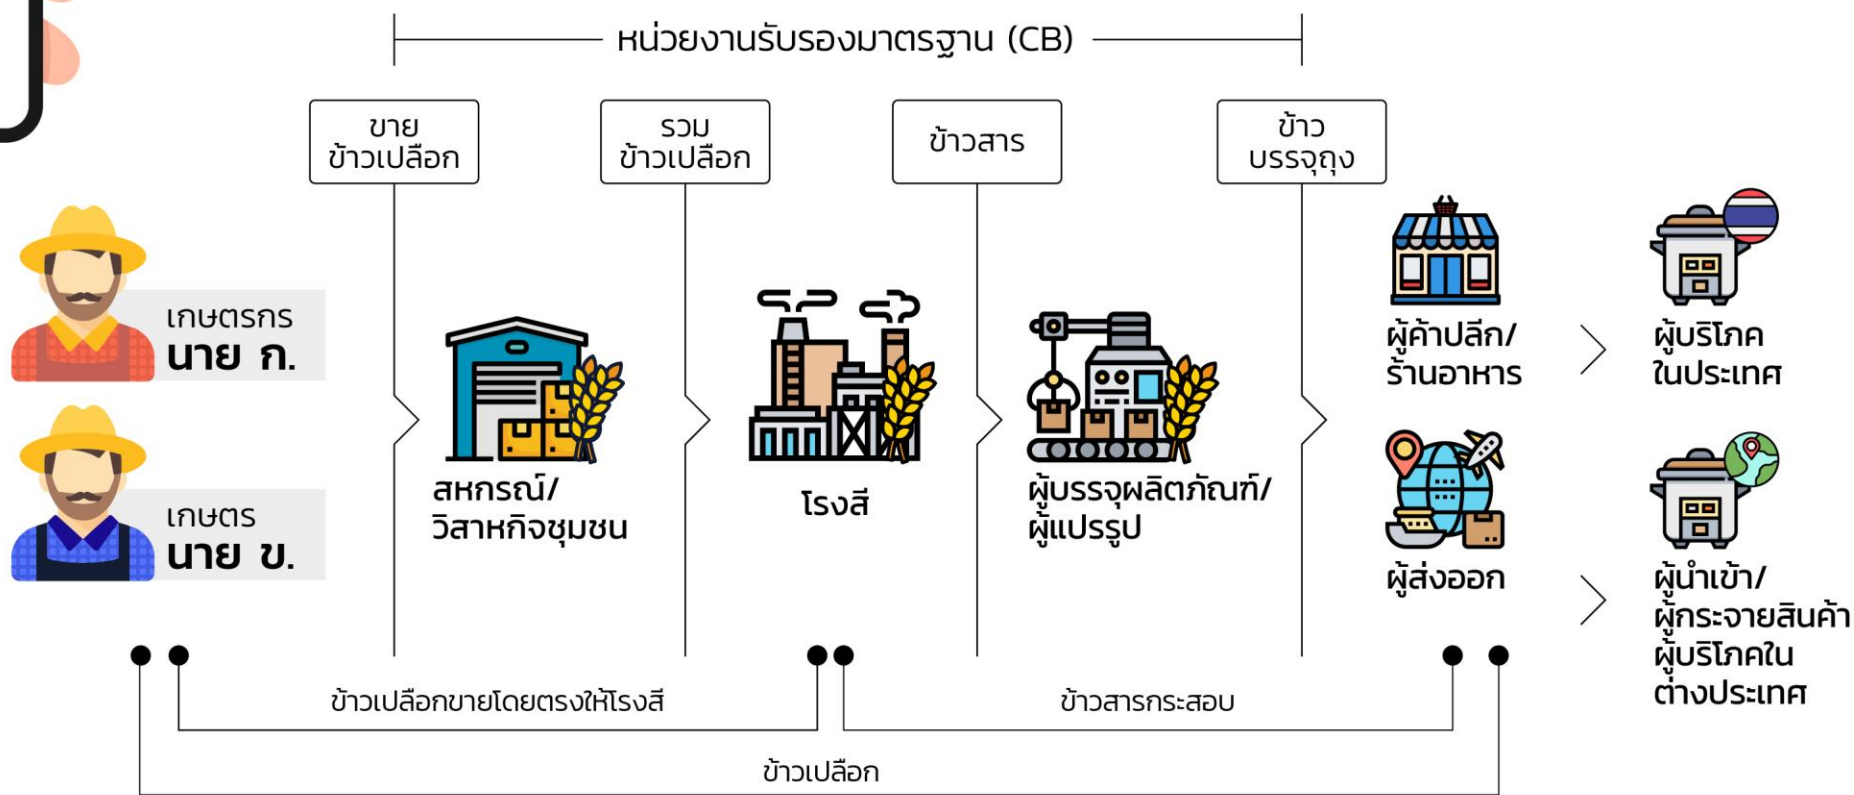 หน่วยงานรับรองมาตรฐาน (CB)
ขาย
ข้าวเปลือก
รวม
ข้าวเปลือก
ข้าวสาร
ข้าว
บรรจุถุง
เกษตรกร
นาย ก.
เกษตร
นาย ข.
สหกรณ์/
วิสาหกิจชุมชน
โรงสี
ผู้บรรจุผลิตภัณฑ์/
ผู้แปรรูป
ผู้ค้าปลีก/
ร้านอาหาร
ผู้บริโภค
ในประเทศ
ผู้ส่งออก
ผู้นำเข้า/
ผู้กระจายสินค้า
ผู้บริโภคใน
ต่างประเทศ
ข้าวเปลือกขายโดยตรงให้โรงสี
ข้าวสารกระสอบ
ข้าวเปลือก